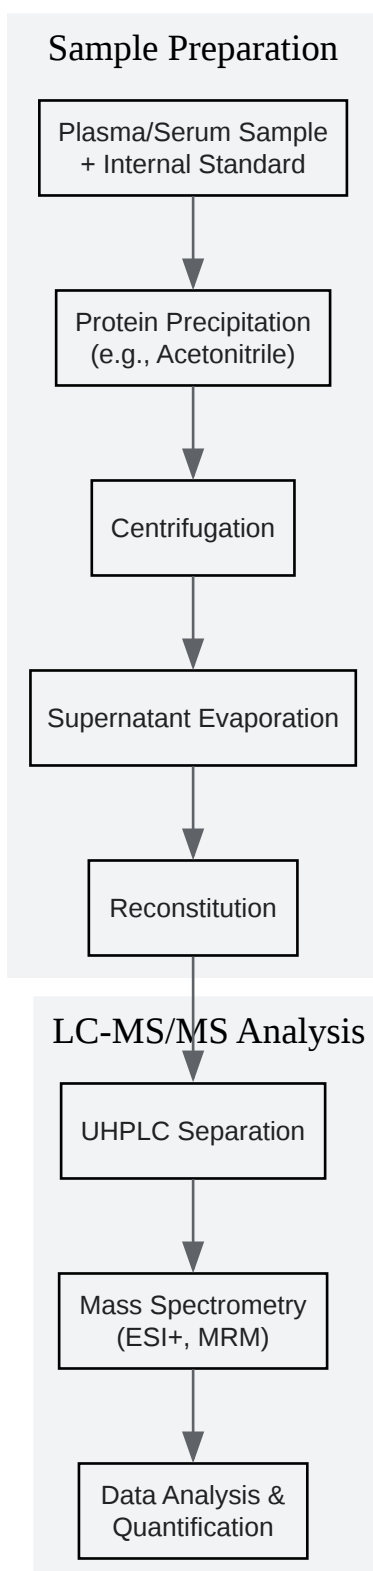 Sample Preparation
Plasma/Serum Sample
+ Internal Standard
Protein Precipitation
(e.g., Acetonitrile)
Centrifugation
Supernatant Evaporation
Reconstitution
LC-MS/MS Analysis
UHPLC Separation
Mass Spectrometry
(ESI+, MRM)
Data Analysis &
Quantification